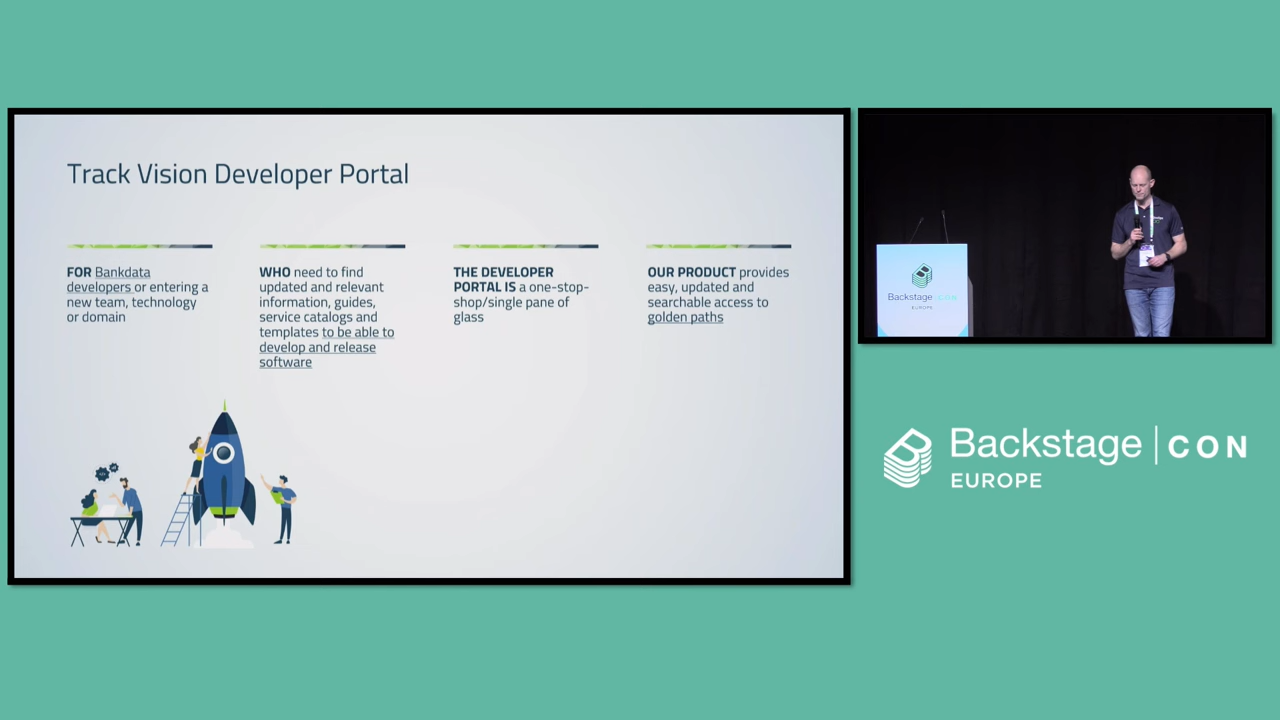 Track Vision Developer Portal
FOR Bankdata
developers or entering a
new team, technology
or domain
WHO need to find
updated and relevant
information, guides,
service catalogs and
templates to be able to
develop and release
software
THE DEVELOPER
PORTAL IS a one-stop-
shop/single pane of
glass
OUR PRODUCT provides
easy, updated and
searchable access to
golden paths
Backstage CON
EUROPE
Backstage | CON
EUROPE